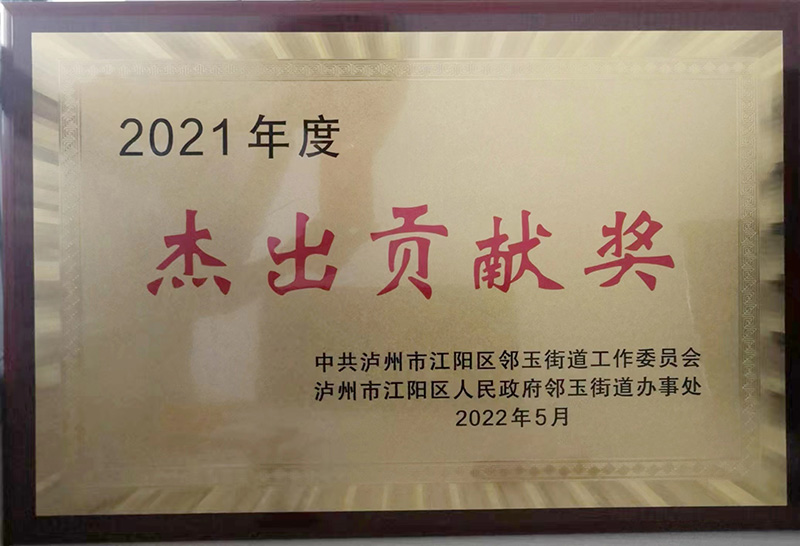 2021年度
杰出贡献奖
中共泸州市江阳区邻玉街道工作委员会
泸州市江阳区人民政府邻玉街道办事处
2022年5月